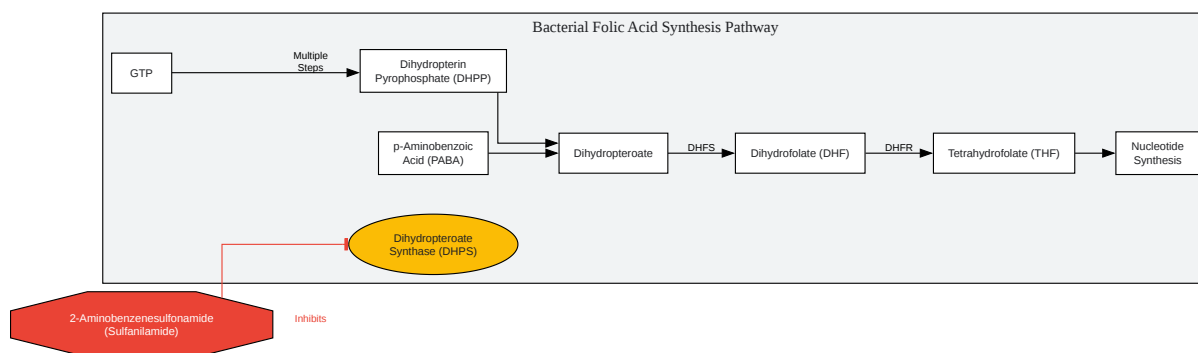 Bacterial Folic Acid Synthesis Pathway
GTP
Multiple
Steps
Dihydropterin
Pyrophosphate (DHPP)
p-Aminobenzoic
Acid (PABA)
Dihydropteroate
DHFS
Dihydrofolate (DHF)
DHFR
Tetrahydrofolate (THF)
Nucleotide
Synthesis
Dihydropteroate
Synthase (DHPS)
2-Aminobenzenesulfonamide
(Sulfanilamide)
Inhibits